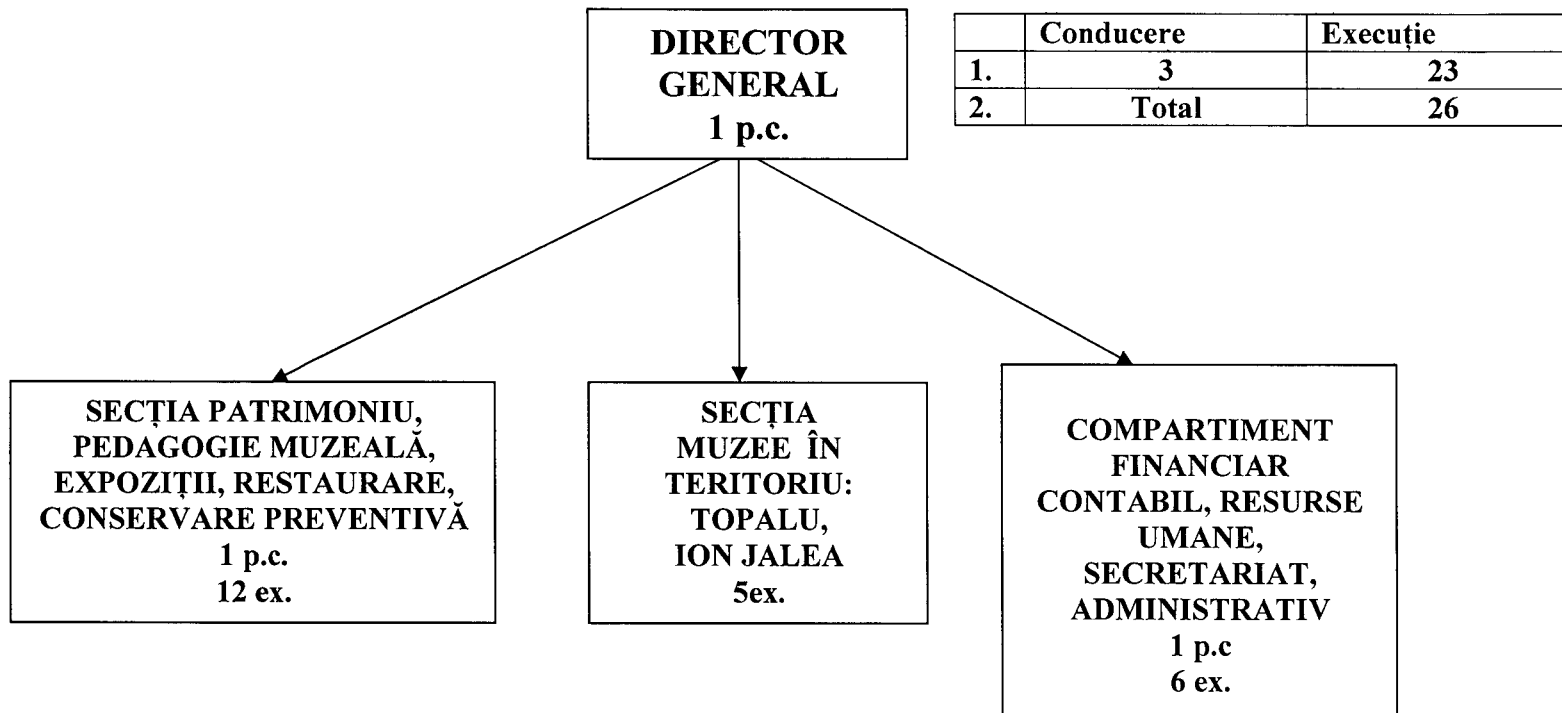 DIRECTOR
GENERAL
1 p.c.
Conducere Execuție
1. 3 23
2. Total 26
SECȚIA PATRIMONIU,
PEDAGOGIE MUZEALĂ,
EXPOZIȚII, RESTAURARE,
CONSERVARE PREVENTIVĂ
1 p.c.
12 ex.
SECȚIA
MUZEE ÎN
TERITORIU:
TOPALU,
ION JALEA
5ex.
COMPARTIMENT
FINANCIAR
CONTABIL, RESURSE
UMANE,
SECRETARIAT,
ADMINISTRATIV
1 p.c
6 ex.